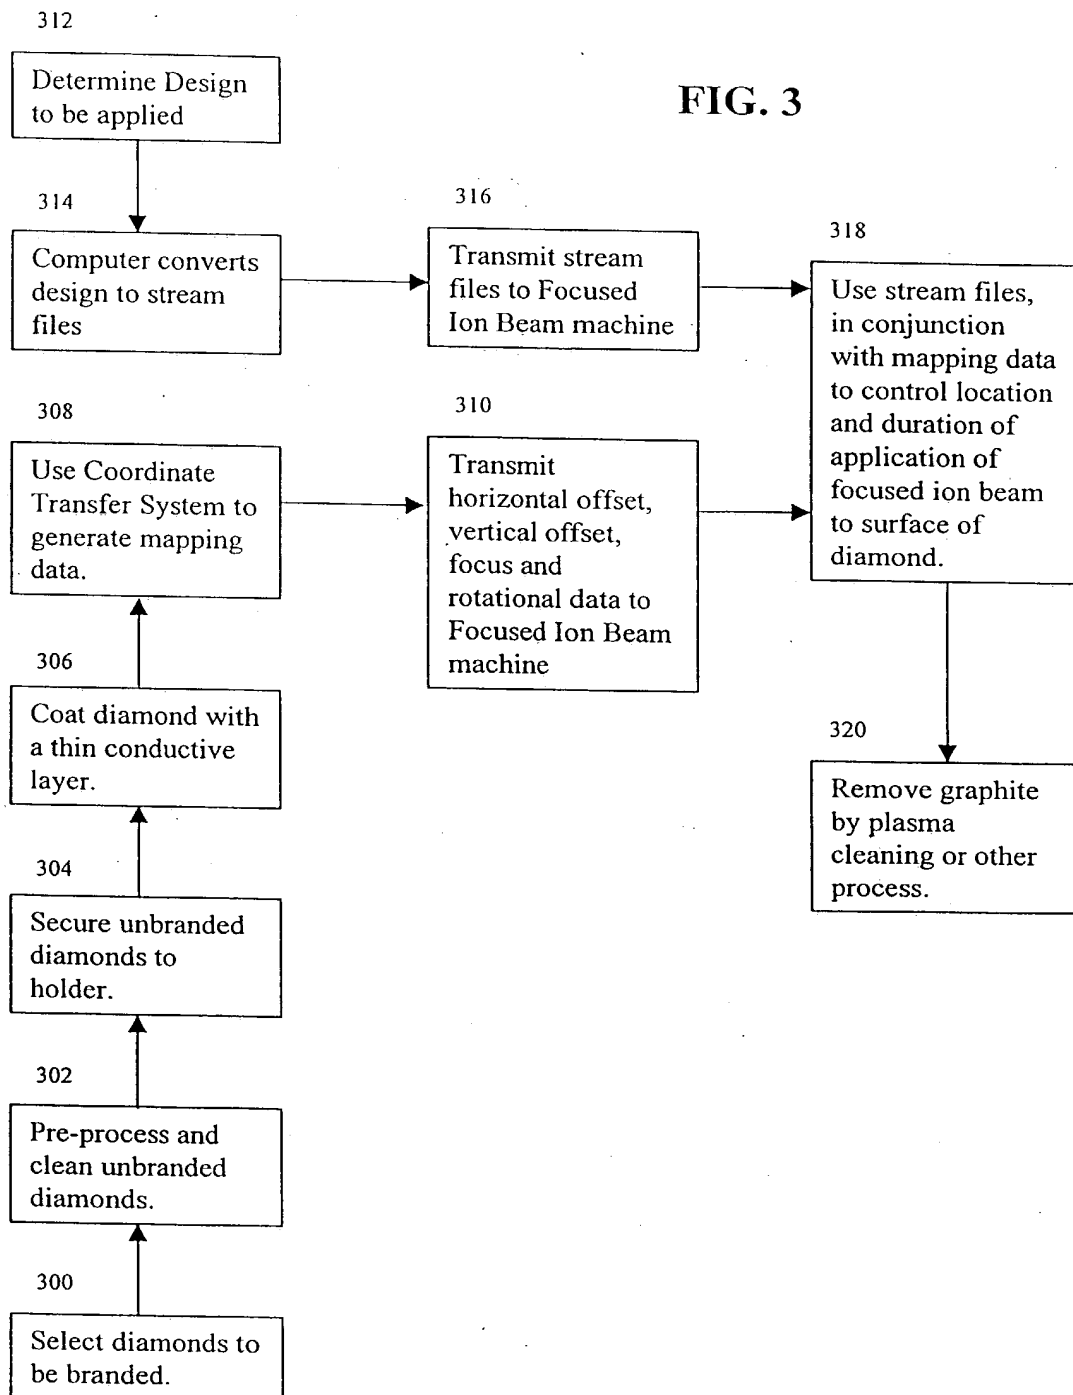 312
Determine Design
to be applied
FIG. 3
314
Computer converts
design to stream
files
316
Transmit stream
files to Focused
Ion Beam machine
318
Use stream files,
in conjunction
with mapping data
to control location
and duration of
application of
focused ion beam
to surface of
diamond.
308
Use Coordinate
Transfer System to
generate mapping
data.
310
Transmit
horizontal offset,
vertical offset,
focus and
rotational data to
Focused Ion Beam
machine
306
Coat diamond with
a thin conductive
layer.
320
Remove graphite
by plasma
cleaning or other
process.
304
Secure unbranded
diamonds to
holder.
302
Pre-process and
clean unbranded
diamonds.
300
Select diamonds to
be branded.